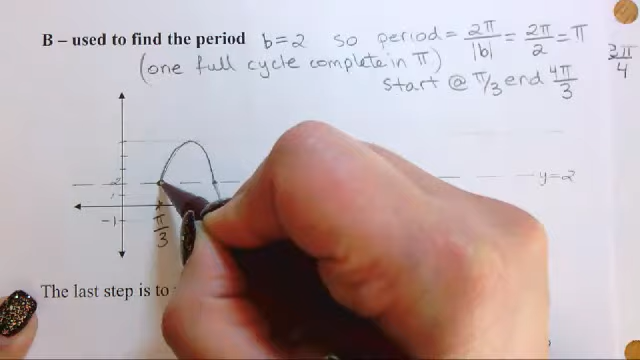 B – used to find the period b=2 so period = 2π/|b| = 2π/2 = π
(one full cycle complete in π)
start @ π/3 end 4π/3
π/4
2
y=2
1
π/3
-1
The last step is to